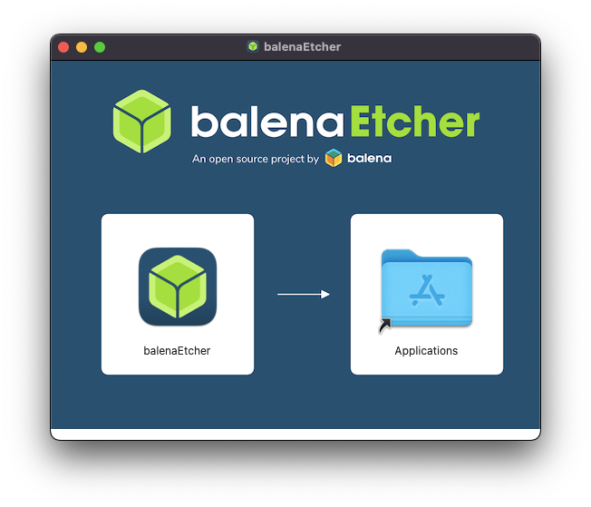 balenaEtcher
balenaEtcher
An open source project by balena
balenaEtcher
Applications